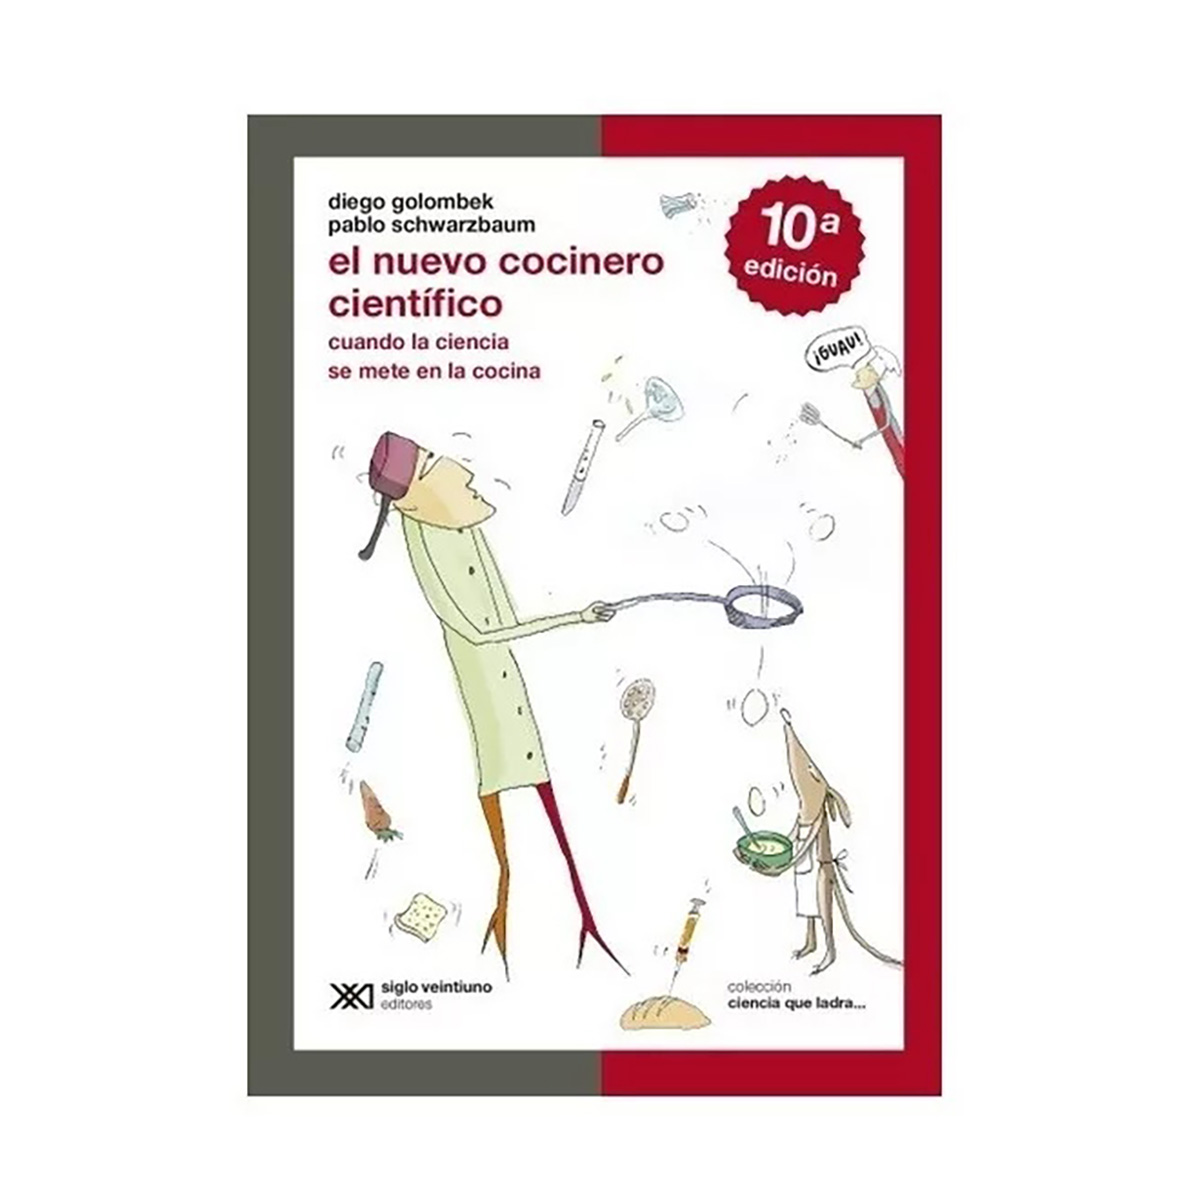 diego golombek
pablo schwarzbaum
el nuevo cocinero
científico
cuando la ciencia
se mete en la cocina
10ª
edición
¡GUAU!
siglo veintiuno
editores
colección
ciencia que ladra...